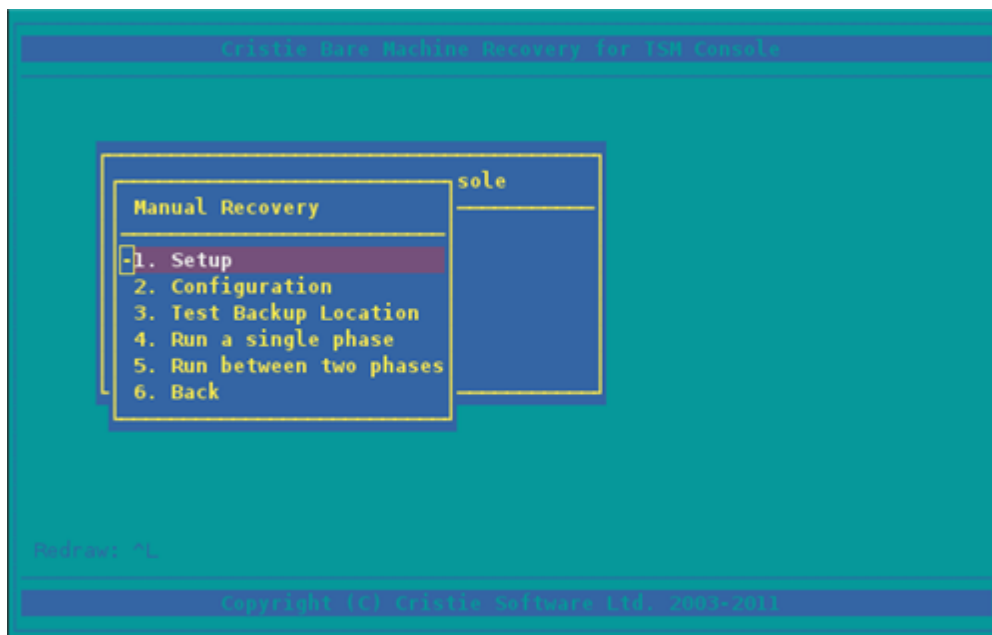 Cristie Bare Machine Recovery for TSM Console
sole
Manual Recovery
-1. Setup
2. Configuration
3. Test Backup Location
4. Run a single phase
5. Run between two phases
6. Back
Redraw: ^L
Copyright (C) Cristie Software Ltd. 2003-2011